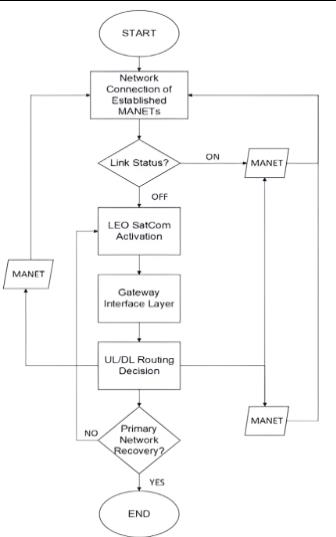 START
Network
Connection of
Established
MANETs
Link Status?
ON
MANET
OFF
LEO SatCom
Activation
MANET
Gateway
Interface Layer
UL/DL Routing
Decision
MANET
NO
Primary
Network
Recovery?
YES
END